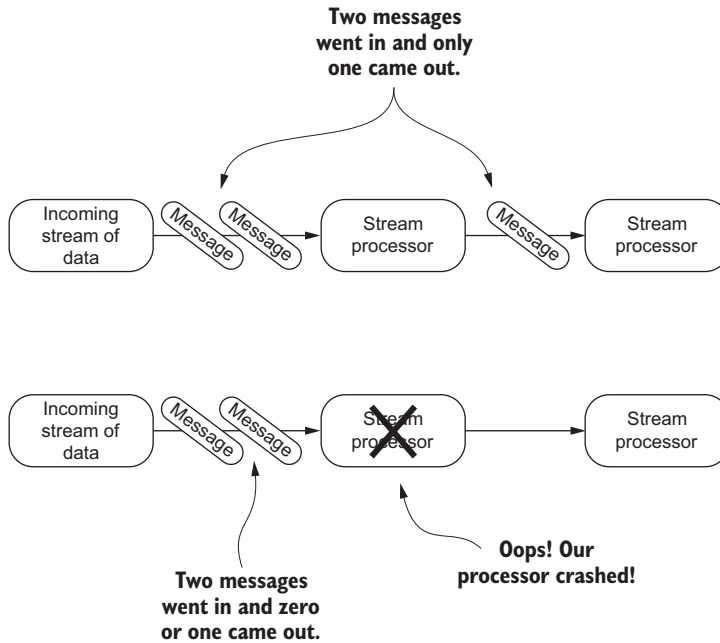 Two messages
went in and only
one came out.
Incoming
stream of
data
Message
Message
Stream
processor
Message
Stream
processor
Incoming
stream of
data
Message
Message
Stream
processor
Stream
processor
Two messages
went in and zero
or one came out.
Oops! Our
processor crashed!